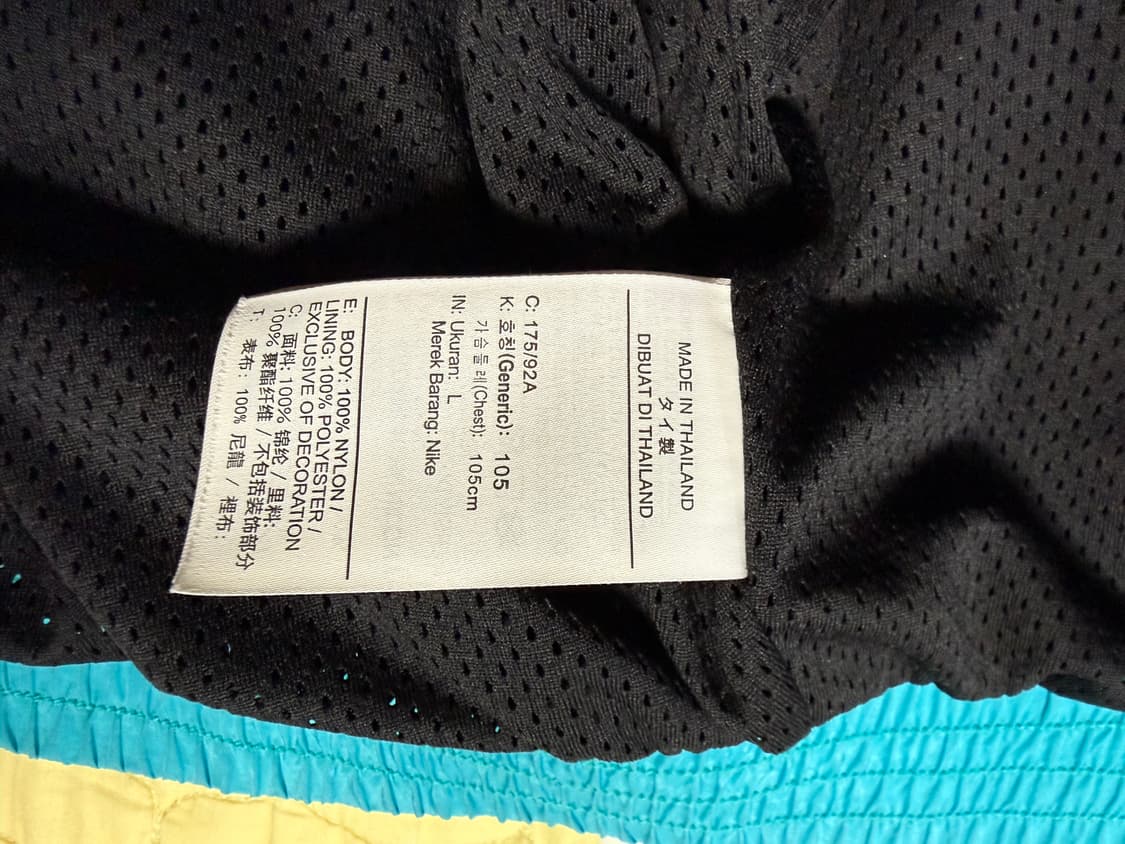 MADE IN THAILAND
タイ製
DIBUAT DI THAILAND
C: 175/92A
K: 호칭(Generic): 105
가슴둘레(Chest): 105cm
IN: Ukuran: L
Merek Barang: Nike
E: BODY: 100% NYLON /
LINING: 100% POLYESTER /
EXCLUSIVE OF DECORATION
C: 面料: 100% 锦纶 / 里料:
100% 聚酯纤维 / 不包括装饰部分
T: 表布: 100% 尼龍 / 裡布: